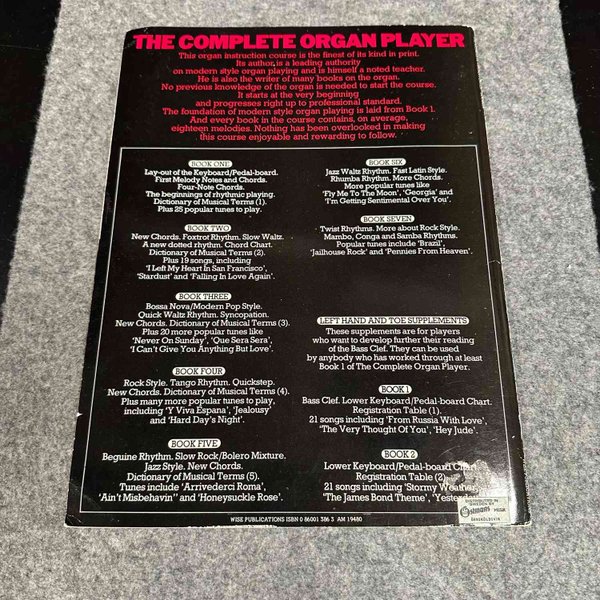 THE COMPLETE ORGAN PLAYER
This organ instruction course is the finest of its kind in print.
Its author is a leading authority
on modern style organ playing and is himself a noted teacher.
He is also the writer of many books on the organ.
No previous knowledge of the organ is needed to start the course.
It starts at the very beginning
and progresses right up to professional standard.
The foundation of modern style organ playing is laid from Book 1.
And every book in the course contains, on average,
eighteen melodies. Nothing has been overlooked in making
this course enjoyable and rewarding to follow.
BOOK ONE
Lay-out of the Keyboard/Pedal-board.
First Melody Notes and Chords.
Four-Note Chords.
The beginnings of rhythmic playing.
Dictionary of Musical Terms (1).
Plus 25 popular tunes to play.
BOOK TWO
New Chords. Foxtrot Rhythm. Slow Waltz.
A new dotted rhythm. Chord Chart.
Dictionary of Musical Terms (2).
Plus 19 songs, including
'I Left My Heart In San Francisco',
'Stardust' and 'Falling In Love Again'.
BOOK THREE
Bossa Nova/Modern Pop Style.
Quick Waltz Rhythm. Syncopation.
New Chords. Dictionary of Musical Terms (3).
Plus 20 more popular tunes like
'Never On Sunday', 'Que Sera Sera',
'I Can't Give You Anything But Love'.
BOOK FOUR
Rock Style. Tango Rhythm. Quickstep.
New Chords. Dictionary of Musical Terms (4).
Plus many more popular tunes to play,
including 'Y Viva Espana', 'Jealousy'
and 'Hard Day's Night'.
BOOK FIVE
Beguine Rhythm. Slow Rock/Bolero Mixture.
Jazz Style. New Chords.
Dictionary of Musical Terms (5).
Tunes include 'Arrivederci Roma',
'Ain't Misbehavin'' and 'Honeysuckle Rose'.
BOOK SIX
Jazz Waltz Rhythm. Fast Latin Style.
Rhumba Rhythm. More Chords.
More popular tunes like
'Fly Me To The Moon', 'Georgia' and
'I'm Getting Sentimental Over You'.
BOOK SEVEN
Twist Rhythms. More about Rock Style.
Mambo, Conga and Samba Rhythms.
Popular tunes include 'Brazil',
'Jailhouse Rock' and 'Pennies From Heaven'.
LEFT HAND AND TOE SUPPLEMENTS
These supplements are for players
who want to develop further their reading
of the Bass Clef. They can be used
by anybody who has worked through at least
Book 1 of The Complete Organ Player.
BOOK 1
Bass Clef. Lower Keyboard/Pedal-board Chart.
Registration Table (1).
21 songs including 'From Russia With Love',
'The Very Thought Of You', 'Hey Jude'.
BOOK 2
Lower Keyboard/Pedal-board Chart.
Registration Table (2).
21 songs including 'Stormy Weather',
'The James Bond Theme', 'Yesterday
WISE PUBLICATIONS ISBN 0 86001 386 3 AM 19480